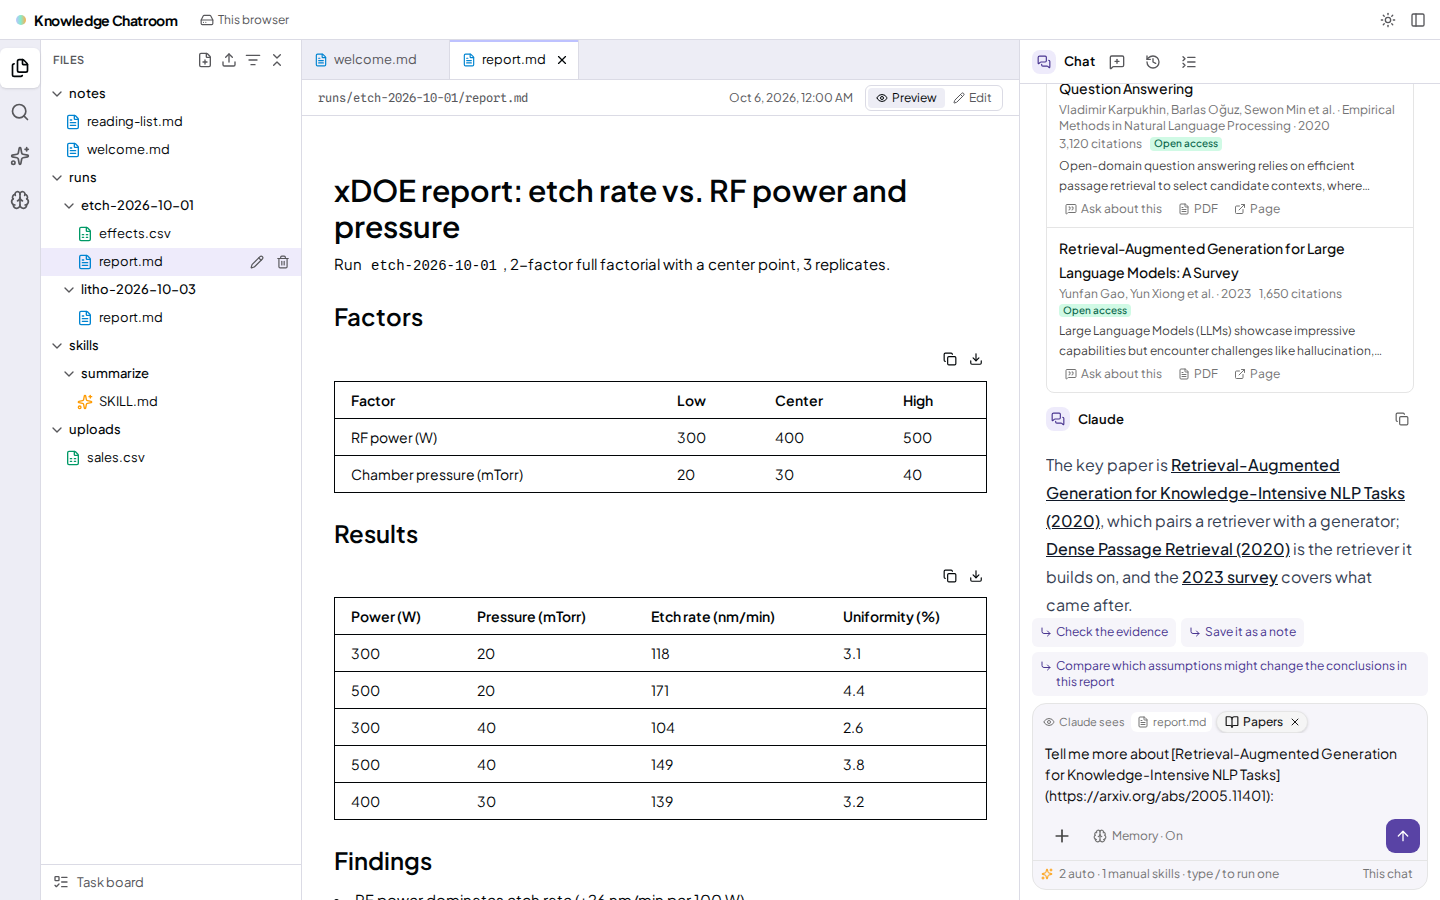 Knowledge Chatroom
This browser
FILES
notes
reading-list.md
welcome.md
runs
etch-2026-10-01
effects.csv
report.md
litho-2026-10-03
report.md
skills
summarize
SKILL.md
uploads
sales.csv
Task board
welcome.md
report.md
runs/etch-2026-10-01/report.md
Oct 6, 2026, 12:00 AM
Preview
Edit
xDOE report: etch rate vs. RF power and
pressure
Run etch-2026-10-01 , 2-factor full factorial with a center point, 3 replicates.
Factors
Factor Low Center High
RF power (W) 300 400 500
Chamber pressure (mTorr) 20 30 40
Results
Power (W) Pressure (mTorr) Etch rate (nm/min) Uniformity (%)
300 20 118 3.1
500 20 171 4.4
300 40 104 2.6
500 40 149 3.8
400 30 139 3.2
Findings
RF power dominates etch rate (+26 nm/min per 100 W)
Chat
Question Answering
Vladimir Karpukhin, Barlas Oğuz, Sewon Min et al. · Empirical
Methods in Natural Language Processing · 2020
3,120 citations Open access
Open-domain question answering relies on efficient
passage retrieval to select candidate contexts, where...
Ask about this PDF Page
Retrieval-Augmented Generation for Large
Language Models: A Survey
Yunfan Gao, Yun Xiong et al. · 2023 1,650 citations
Open access
Large Language Models (LLMs) showcase impressive
capabilities but encounter challenges like hallucination,...
Ask about this PDF Page
Claude
The key paper is Retrieval-Augmented
Generation for Knowledge-Intensive NLP Tasks
(2020), which pairs a retriever with a generator;
Dense Passage Retrieval (2020) is the retriever it
builds on, and the 2023 survey covers what
came after.
Check the evidence
Save it as a note
Compare which assumptions might change the conclusions in
this report
Claude sees report.md Papers
Tell me more about [Retrieval-Augmented Generation
for Knowledge-Intensive NLP Tasks]
(https://arxiv.org/abs/2005.11401):
Memory · On
2 auto · 1 manual skills · type / to run one
This chat